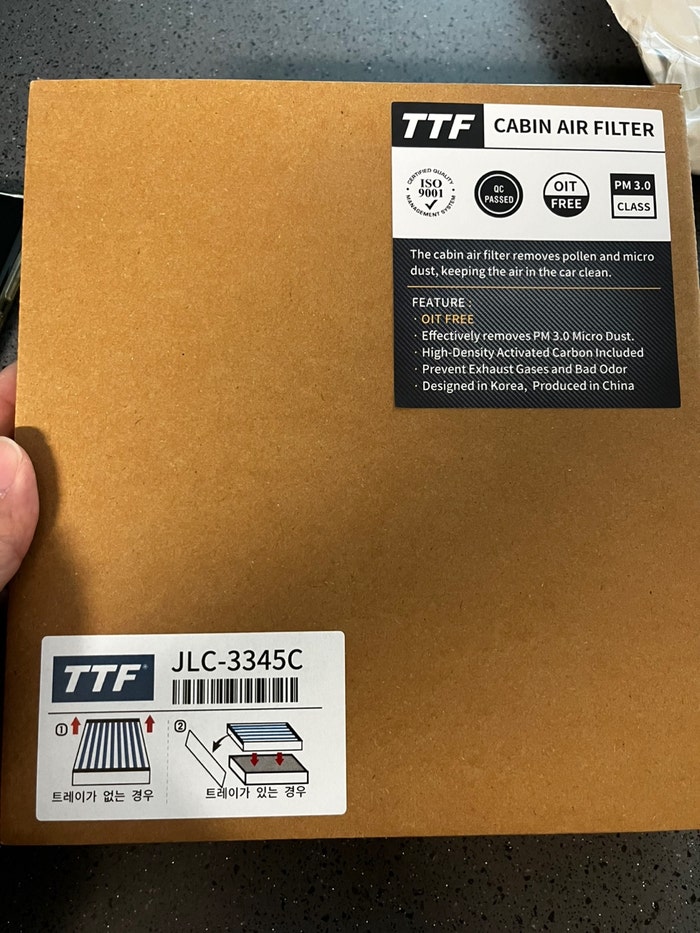 TTF CABIN AIR FILTER
CERTIFIED QUALITY
ISO
9001
MANAGEMENT SYSTEM
QC
PASSED
OIT
FREE
PM 3.0
CLASS
The cabin air filter removes pollen and micro
dust, keeping the air in the car clean.
FEATURE :
· OIT FREE
· Effectively removes PM 3.0 Micro Dust.
· High-Density Activated Carbon Included
· Prevent Exhaust Gases and Bad Odor
· Designed in Korea, Produced in China
TTF® JLC-3345C
① ②
트레이가 없는 경우 트레이가 있는 경우